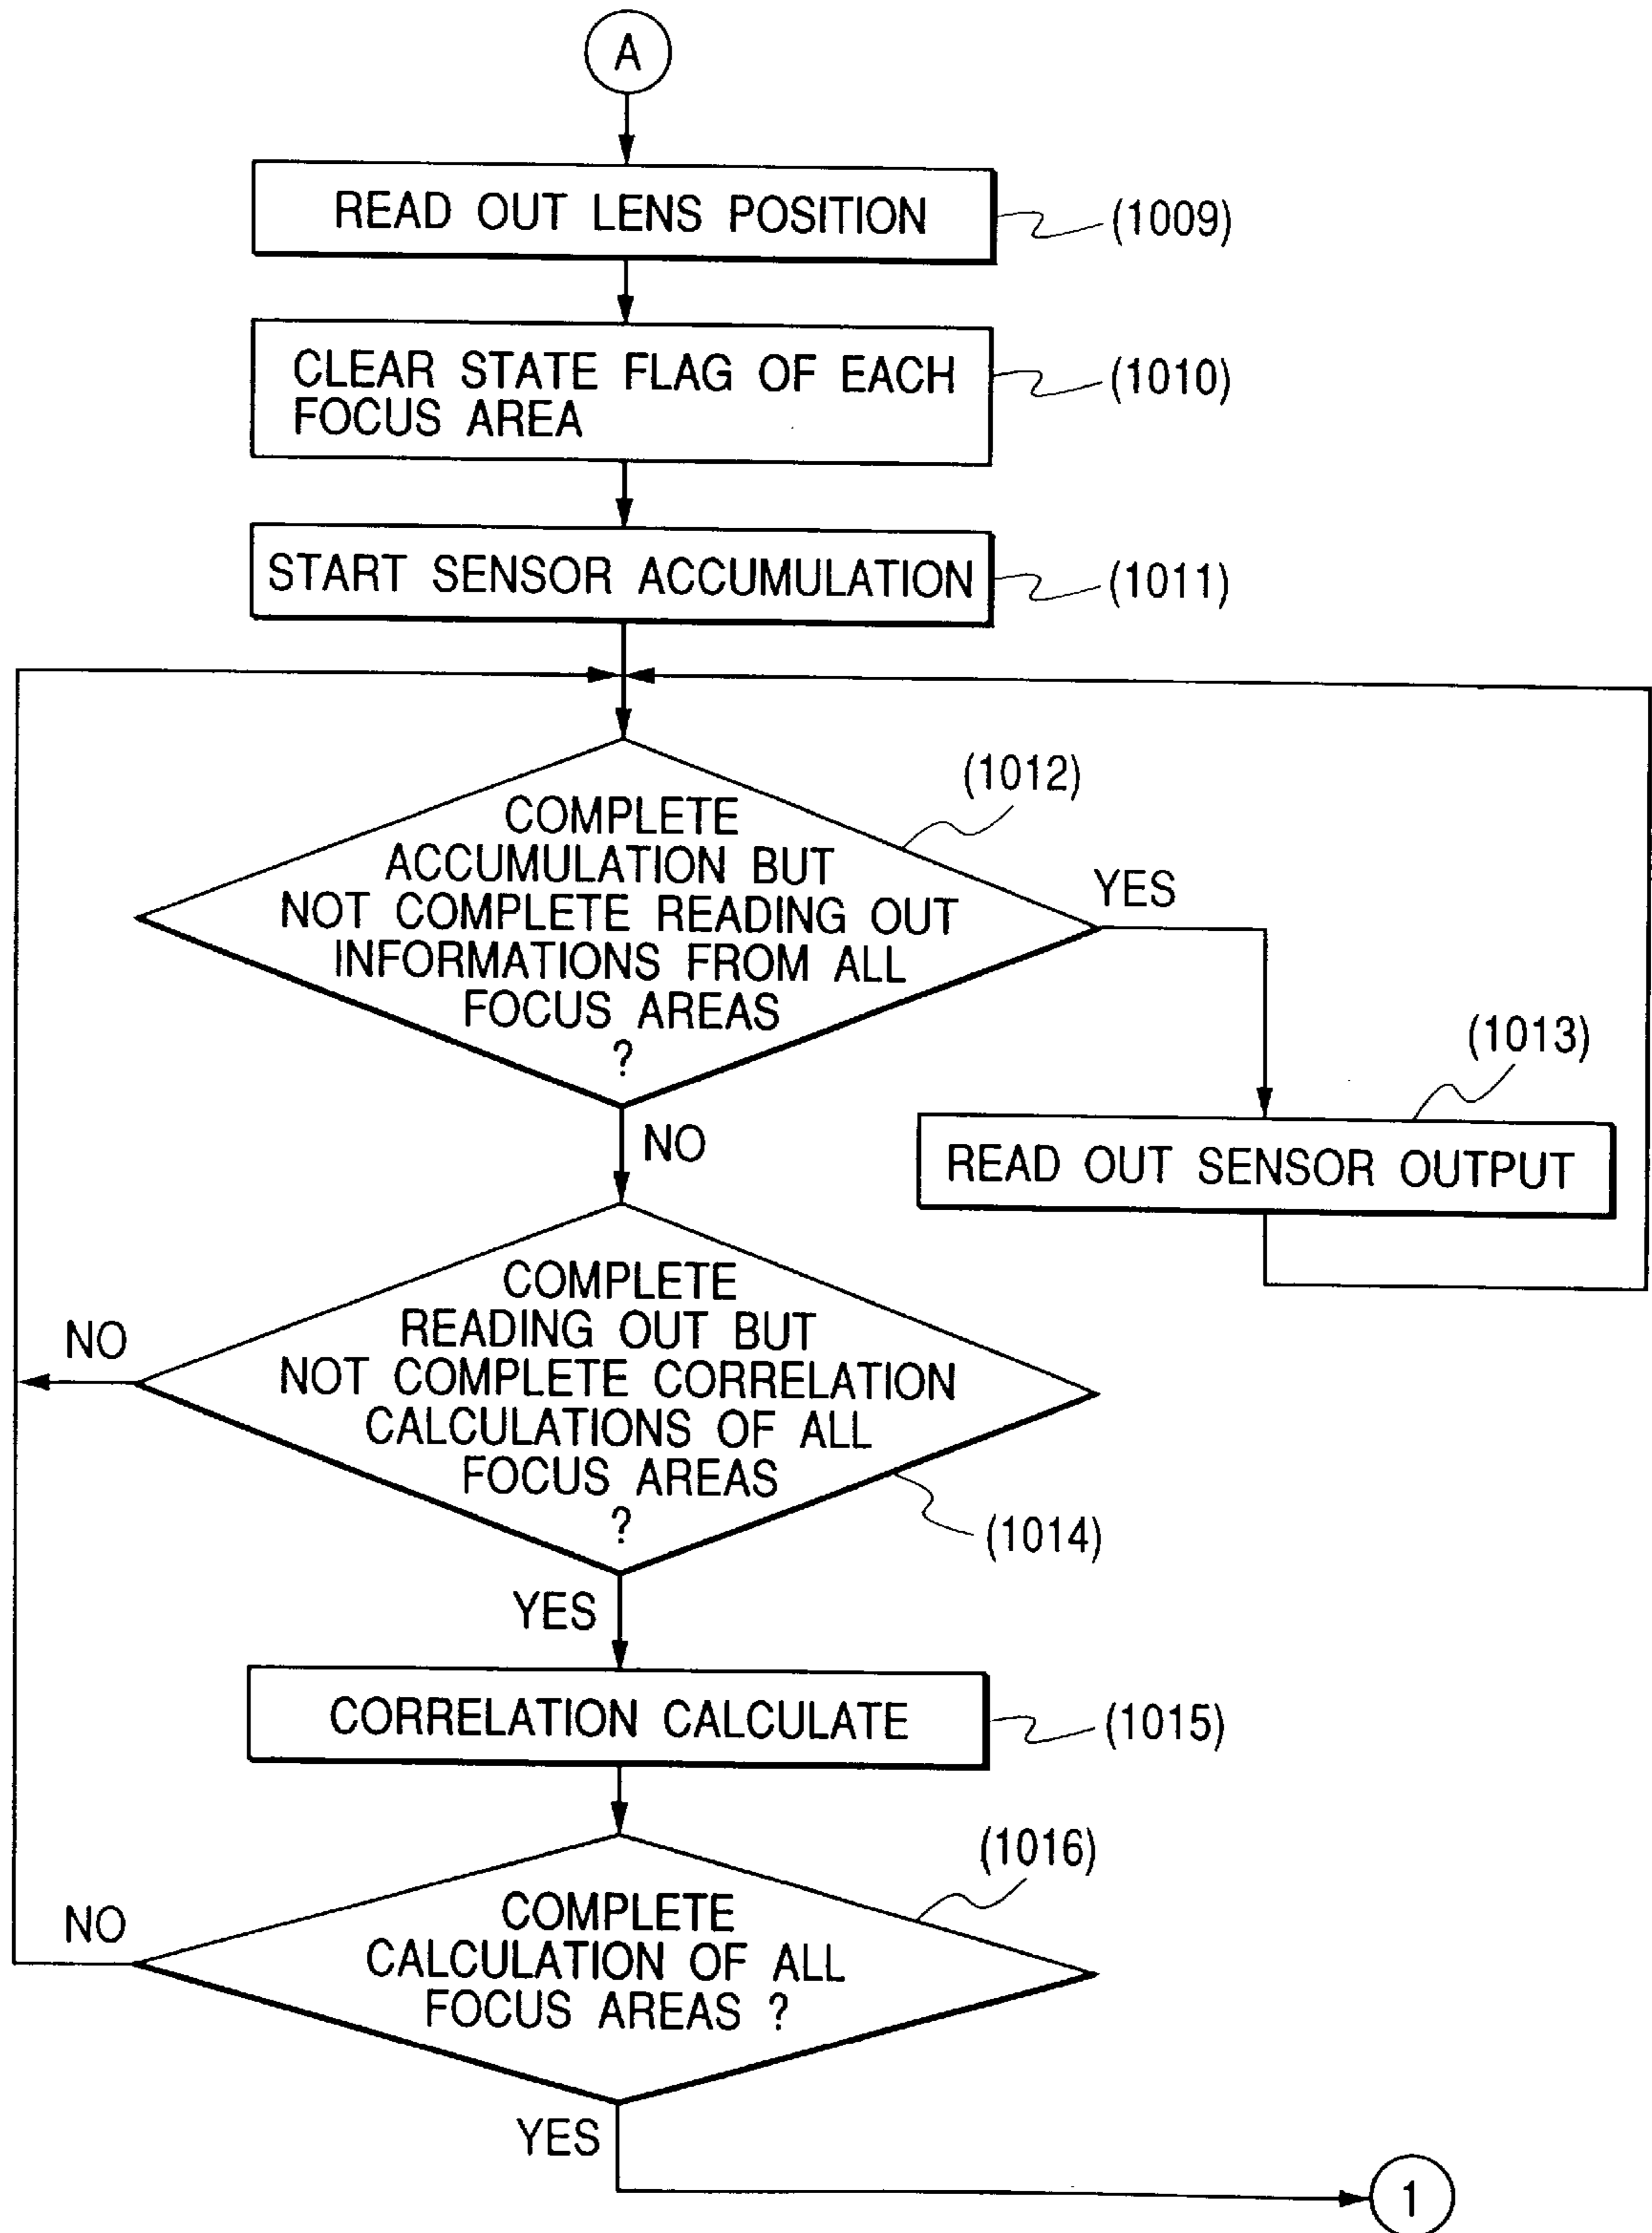 A
READ OUT LENS POSITION
(1009)
CLEAR STATE FLAG OF EACH
FOCUS AREA
(1010)
START SENSOR ACCUMULATION
(1011)
(1012)
COMPLETE
ACCUMULATION BUT
NOT COMPLETE READING OUT
INFORMATIONS FROM ALL
FOCUS AREAS
?
YES
NO
(1013)
READ OUT SENSOR OUTPUT
COMPLETE
READING OUT BUT
NOT COMPLETE CORRELATION
CALCULATIONS OF ALL
FOCUS AREAS
?
NO
(1014)
YES
CORRELATION CALCULATE
(1015)
(1016)
COMPLETE
CALCULATION OF ALL
FOCUS AREAS ?
NO
YES
1